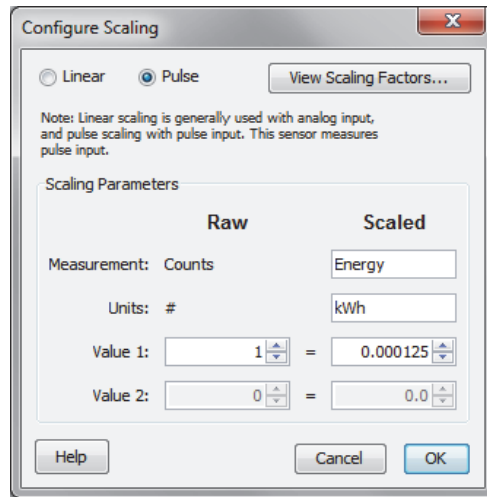 Configure Scaling
Linear Pulse View Scaling Factors...
Note: Linear scaling is generally used with analog input,
and pulse scaling with pulse input. This sensor measures
pulse input.
Scaling Parameters
Raw Scaled
Measurement: Counts Energy
Units: # kWh
Value 1: 1 = 0.000125
Value 2: 0 = 0.0
Help Cancel OK